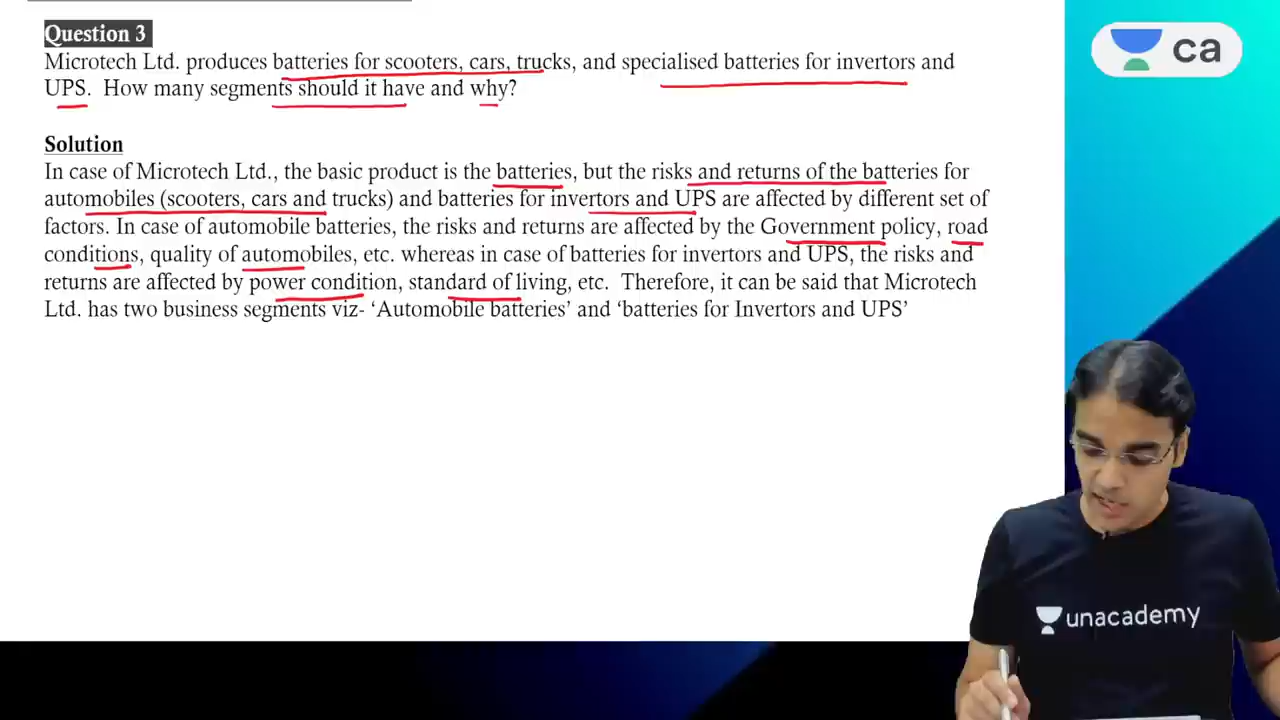 Question 3
Microtech Ltd. produces batteries for scooters, cars, trucks, and specialised batteries for invertors and
UPS. How many segments should it have and why?
Solution
In case of Microtech Ltd., the basic product is the batteries, but the risks and returns of the batteries for
automobiles (scooters, cars and trucks) and batteries for invertors and UPS are affected by different set of
factors. In case of automobile batteries, the risks and returns are affected by the Government policy, road
conditions, quality of automobiles, etc. whereas in case of batteries for invertors and UPS, the risks and
returns are affected by power condition, standard of living, etc. Therefore, it can be said that Microtech
Ltd. has two business segments viz- ‘Automobile batteries’ and ‘batteries for Invertors and UPS’
ca
unacademy